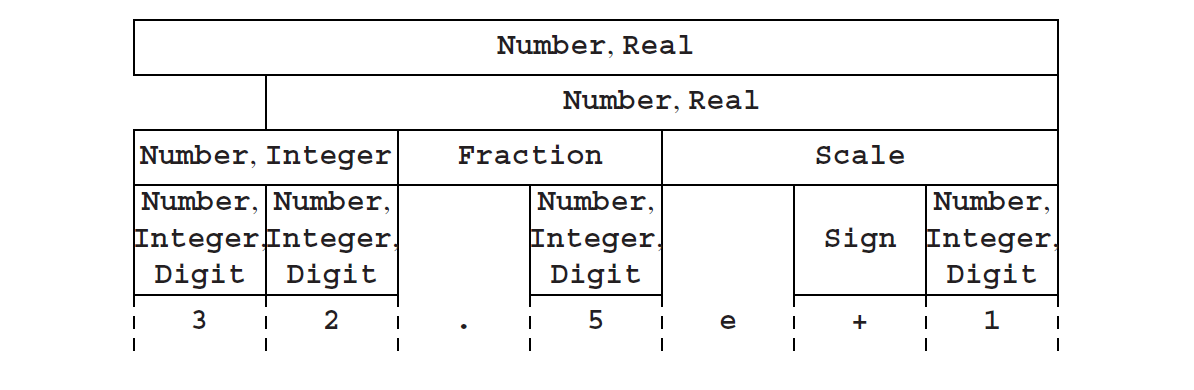 Number, Real
Number, Real
Number, Integer Fraction Scale
Number, Number, Number, Number,
Integer, Integer, Integer, Sign Integer,
Digit Digit Digit Digit
3 2 . 5 e + 1